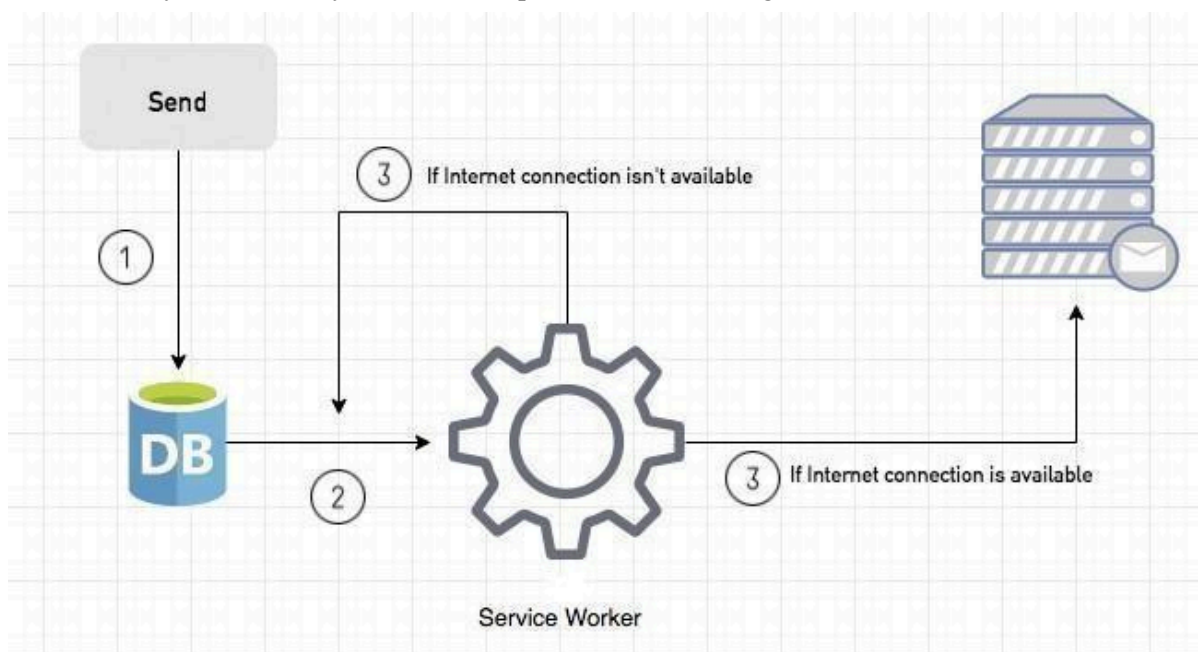 Send
3 If Internet connection isn't available
1
DB
2
3 If Internet connection is available
Service Worker